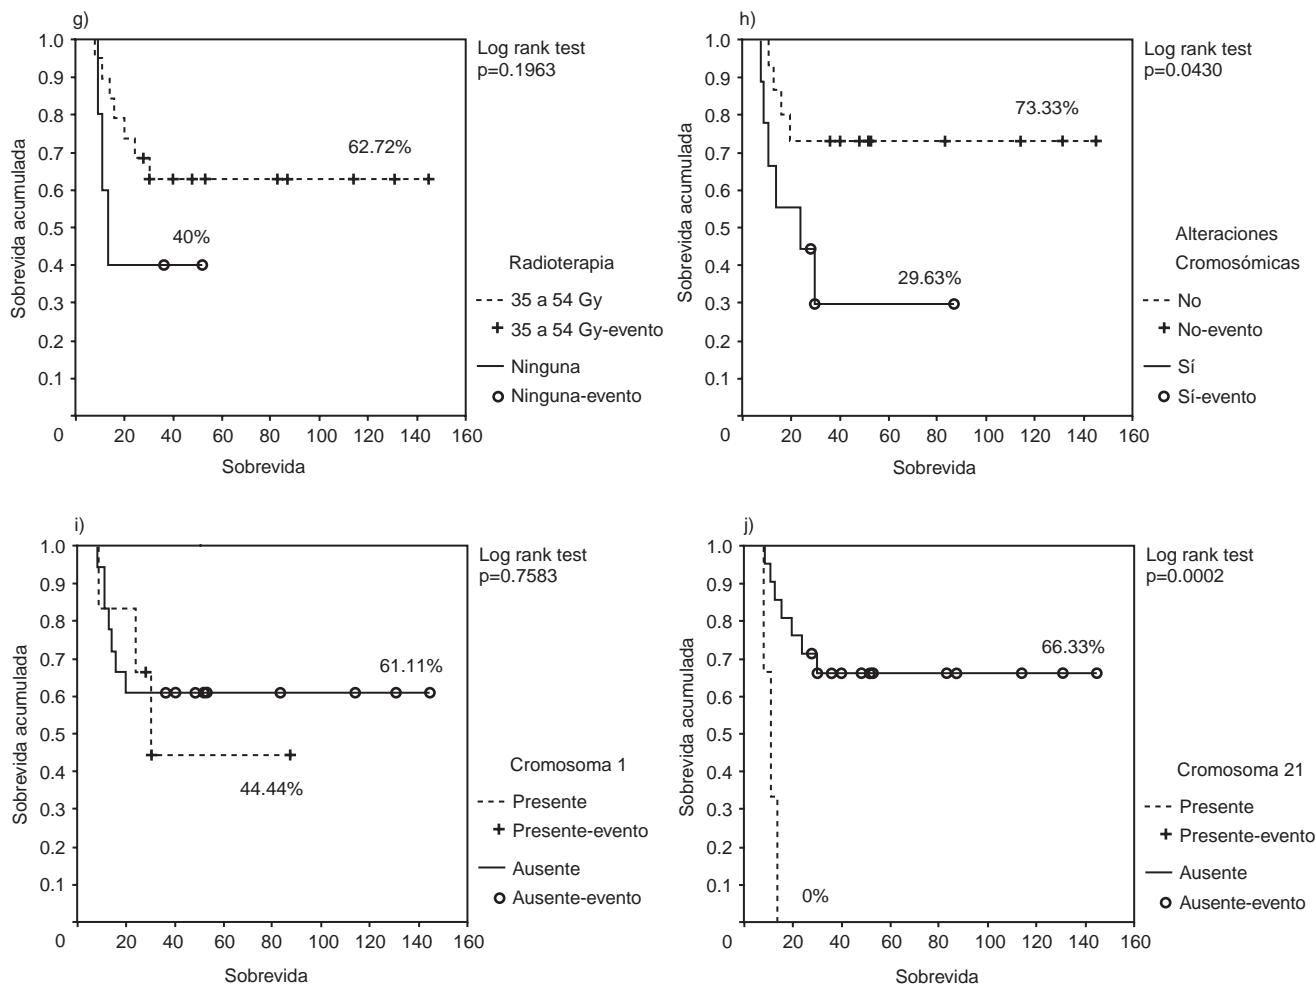 g)
Log rank test
p=0.1963
1.0
0.9
0.8
0.7
0.6
0.5
0.4
0.3
0.2
0.1
0
20
40
60
80
100
120
140
160
Sobrevida acumulada
Sobrevida
62.72%
40%
Radioterapia
35 a 54 Gy
35 a 54 Gy-evento
Ninguna
Ninguna-evento
h)
Log rank test
p=0.0430
1.0
0.9
0.8
0.7
0.6
0.5
0.4
0.3
0.2
0.1
0
20
40
60
80
100
120
140
160
Sobrevida acumulada
Sobrevida
73.33%
29.63%
Alteraciones
Cromosómicas
No
No-evento
Sí
Sí-evento
i)
Log rank test
p=0.7583
1.0
0.9
0.8
0.7
0.6
0.5
0.4
0.3
0.2
0.1
0
20
40
60
80
100
120
140
160
Sobrevida acumulada
Sobrevida
61.11%
44.44%
Cromosoma 1
Presente
Presente-evento
Ausente
Ausente-evento
j)
Log rank test
p=0.0002
1.0
0.9
0.8
0.7
0.6
0.5
0.4
0.3
0.2
0.1
0
20
40
60
80
100
120
140
160
Sobrevida acumulada
Sobrevida
66.33%
0%
Cromosoma 21
Presente
Presente-evento
Ausente
Ausente-evento